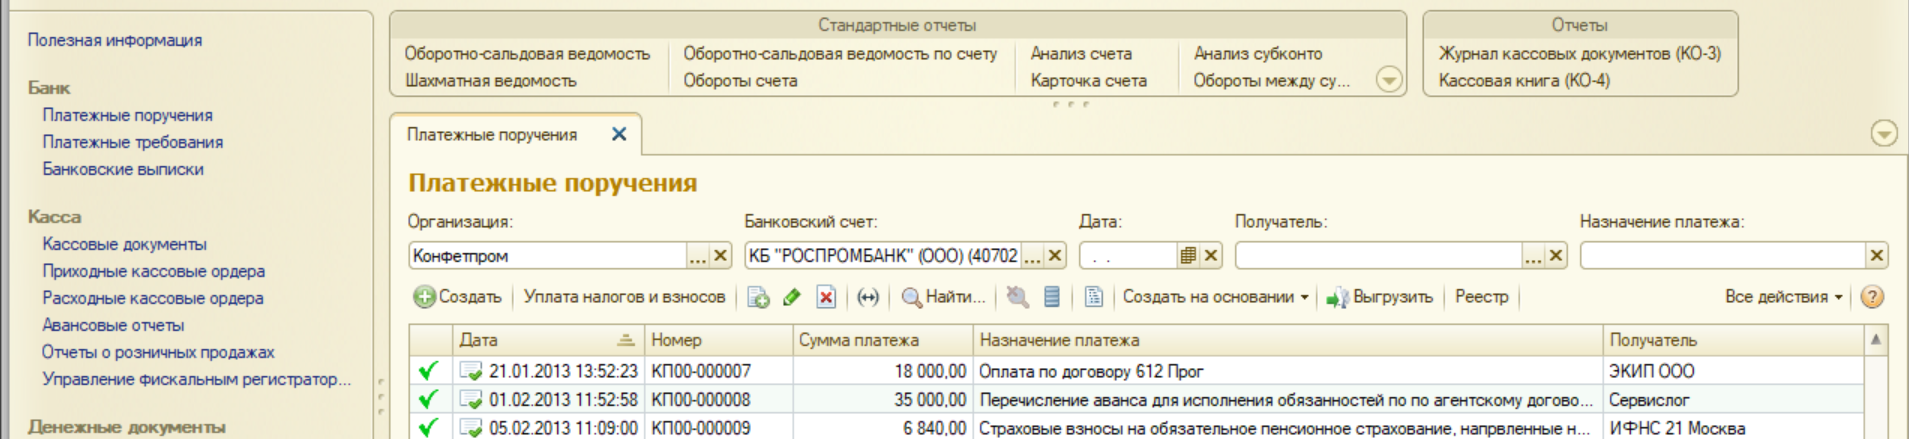 Полезная информация
Банк
Платежные поручения
Платежные требования
Банковские выписки
Касса
Кассовые документы
Приходные кассовые ордера
Расходные кассовые ордера
Авансовые отчеты
Отчеты о розничных продажах
Управление фискальным регистратор...
Денежные документы
Стандартные отчеты
Оборотно-сальдовая ведомость Оборотно-сальдовая ведомость по счету Анализ счета Анализ субконто
Шахматная ведомость Обороты счета Карточка счета Обороты между су...
Отчеты
Журнал кассовых документов (КО-3)
Кассовая книга (КО-4)
Платежные поручения
Платежные поручения
Организация: Банковский счет: Дата: Получатель: Назначение платежа:
Конфетпром ... КБ "РОСПРОМБАНК" (ООО) (40702 ... . . ...
Создать Уплата налогов и взносов Найти... Создать на основании Выгрузить Реестр Все действия ?
Дата Номер Сумма платежа Назначение платежа Получатель
21.01.2013 13:52:23 КП00-000007 18 000,00 Оплата по договору 612 Прог ЭКИП ООО
01.02.2013 11:52:58 КП00-000008 35 000,00 Перечисление аванса для исполнения обязанностей по по агентскому догово... Сервислог
05.02.2013 11:09:00 КП00-000009 6 840,00 Страховые взносы на обязательное пенсионное страхование, напрвленные н... ИФНС 21 Москва